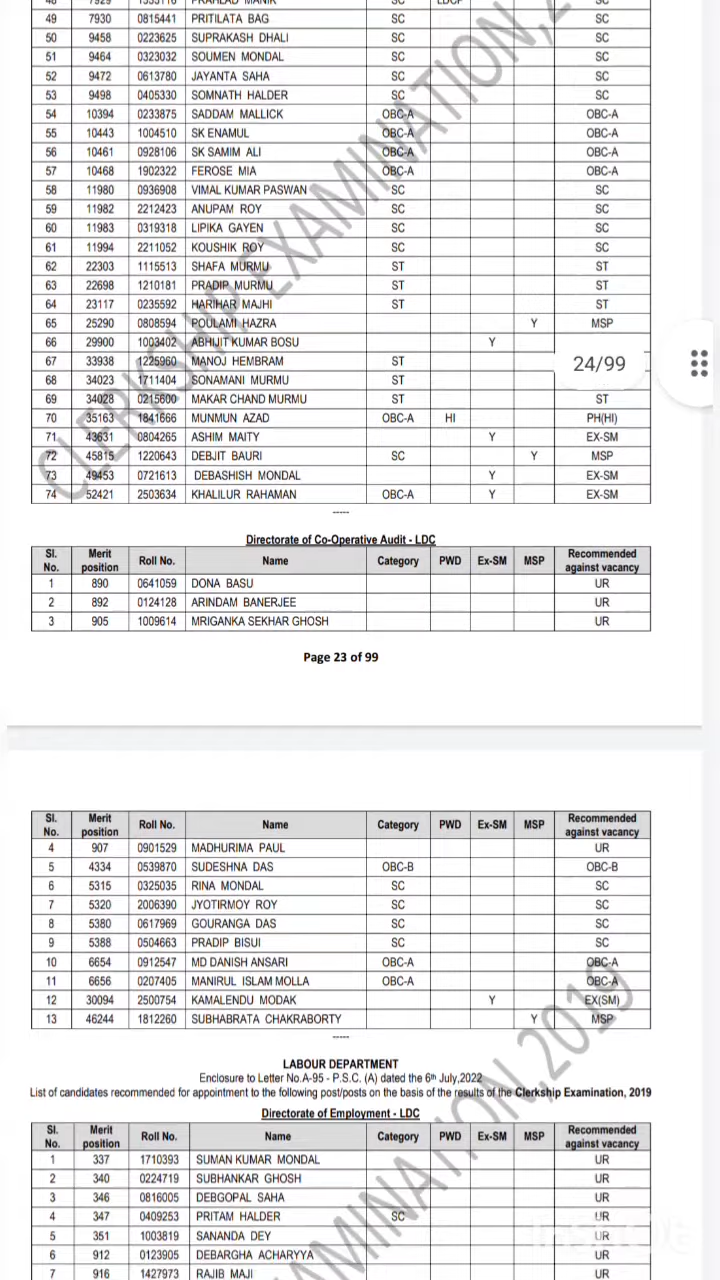 49 7930 0815441 PRITILATA BAG SC SC
50 9458 0223625 SUPRAKASH DHALI SC SC
51 9464 0323032 SOUMEN MONDAL SC SC
52 9472 0613780 JAYANTA SAHA SC SC
53 9498 0405330 SOMNATH HALDER SC SC
54 10394 0233875 SADDAM MALLICK OBC-A OBC-A
55 10443 1004510 SK ENAMUL OBC-A OBC-A
56 10461 0928106 SK SAMIM ALI OBC-A OBC-A
57 10468 1902322 FEROSE MIA OBC-A OBC-A
58 11980 0936908 VIMAL KUMAR PASWAN SC SC
59 11982 2212423 ANUPAM ROY SC SC
60 11983 0319318 LIPIKA GAYEN SC SC
61 11994 2211052 KOUSHIK ROY SC SC
62 22303 1115513 SHAFA MURMU ST ST
63 22698 1210181 PRADIP MURMU ST ST
64 23117 0235592 HARIHAR MAJHI ST ST
65 25290 0808594 POULAMI HAZRA Y MSP
66 29900 1003402 ABHIJIT KUMAR BOSU Y
67 33938 1225960 MANOJ HEMBRAM ST
24/99
68 34023 1711404 SONAMANI MURMU ST
69 34028 0215600 MAKAR CHAND MURMU ST ST
70 35163 1841666 MUNMUN AZAD OBC-A HI PH(HI)
71 43631 0804265 ASHIM MAITY Y EX-SM
72 45815 1220643 DEBJIT BAURI SC Y MSP
73 49453 0721613 DEBASHISH MONDAL Y EX-SM
74 52421 2503634 KHALILUR RAHAMAN OBC-A Y EX-SM
-----
Directorate of Co-Operative Audit - LDC
Sl. No. Merit position Roll No. Name Category PWD Ex-SM MSP Recommended against vacancy
1 890 0641059 DONA BASU UR
2 892 0124128 ARINDAM BANERJEE UR
3 905 1009614 MRIGANKA SEKHAR GHOSH UR
Page 23 of 99
Sl. No. Merit position Roll No. Name Category PWD Ex-SM MSP Recommended against vacancy
4 907 0901529 MADHURIMA PAUL UR
5 4334 0539870 SUDESHNA DAS OBC-B OBC-B
6 5315 0325035 RINA MONDAL SC SC
7 5320 2006390 JYOTIRMOY ROY SC SC
8 5380 0617969 GOURANGA DAS SC SC
9 5388 0504663 PRADIP BISUI SC SC
10 6654 0912547 MD DANISH ANSARI OBC-A OBC-A
11 6656 0207405 MANIRUL ISLAM MOLLA OBC-A OBC-A
12 30094 2500754 KAMALENDU MODAK Y EX(SM)
13 46244 1812260 SUBHABRATA CHAKRABORTY Y MSP
-----
LABOUR DEPARTMENT
Enclosure to Letter No.A-95 - P.S.C. (A) dated the 6th July,2022
List of candidates recommended for appointment to the following post/posts on the basis of the results of the Clerkship Examination, 2019
Directorate of Employment - LDC
Sl. No. Merit position Roll No. Name Category PWD Ex-SM MSP Recommended against vacancy
1 337 1710393 SUMAN KUMAR MONDAL UR
2 340 0224719 SUBHANKAR GHOSH UR
3 346 0816005 DEBGOPAL SAHA UR
4 347 0409253 PRITAM HALDER SC UR
5 351 1003819 SANANDA DEY UR
6 912 0123905 DEBARGHA ACHARYYA UR
7 916 1427973 RAJIB MAJI UR